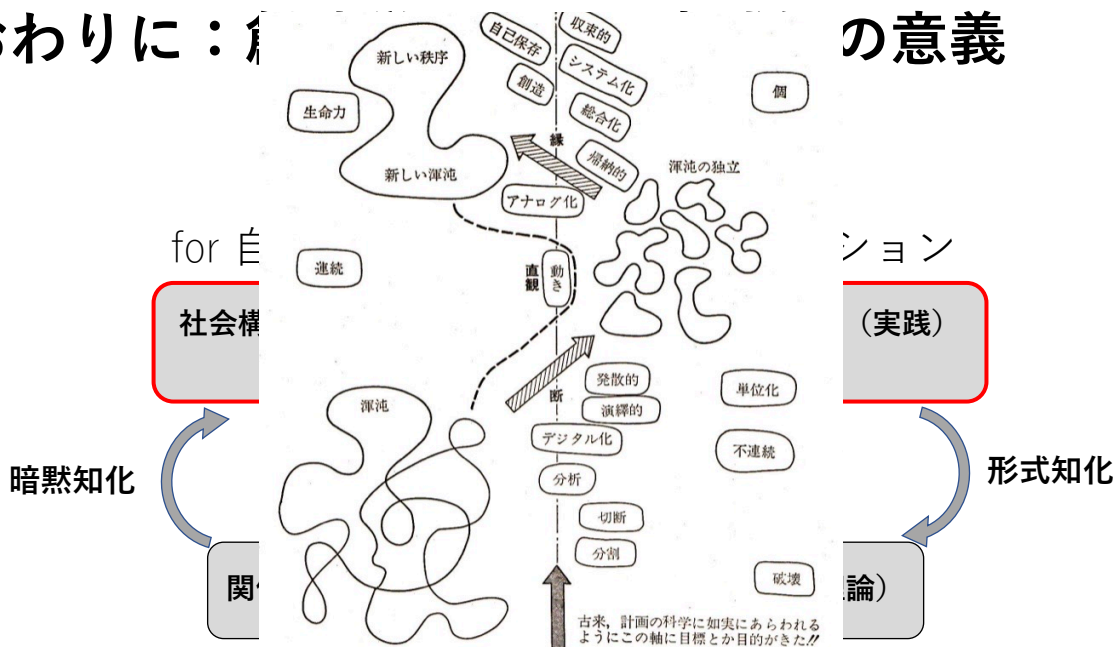 おわりに：創
の意義
自己保存
収束的
新しい秩序
システム化
創造
個
生命力
総合化
縁
帰納的
渾沌の独立
新しい渾沌
アナログ化
for 自
ション
連続
直観
動き
社会構
（実践）
発散的
単位化
断
渾沌
演繹的
デジタル化
不連続
暗黙知化
分析
形式知化
切断
分割
破壊
関
論）
古来，計画の科学に如実にあらわれる
ようにこの軸に目標とか目的がきた!!